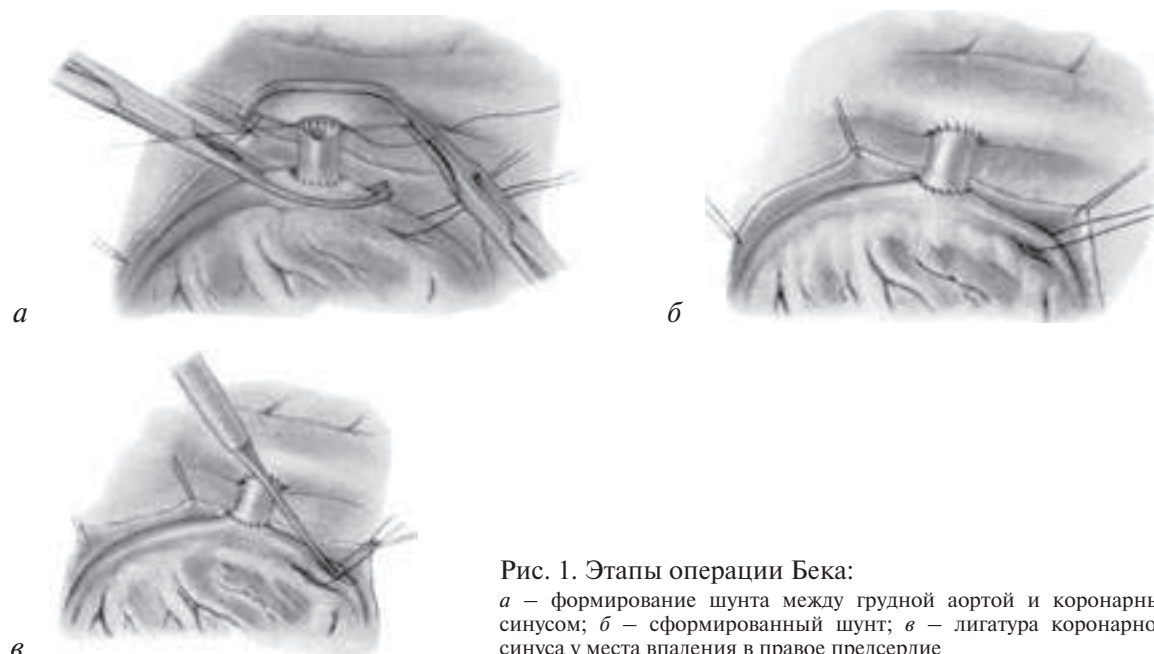 а
б
в
Рис. 1. Этапы операции Бека:
а – формирование шунта между грудной аортой и коронарны
синусом; б – сформированный шунт; в – лигатура коронарно
синуса у места впадения в правое предсердие